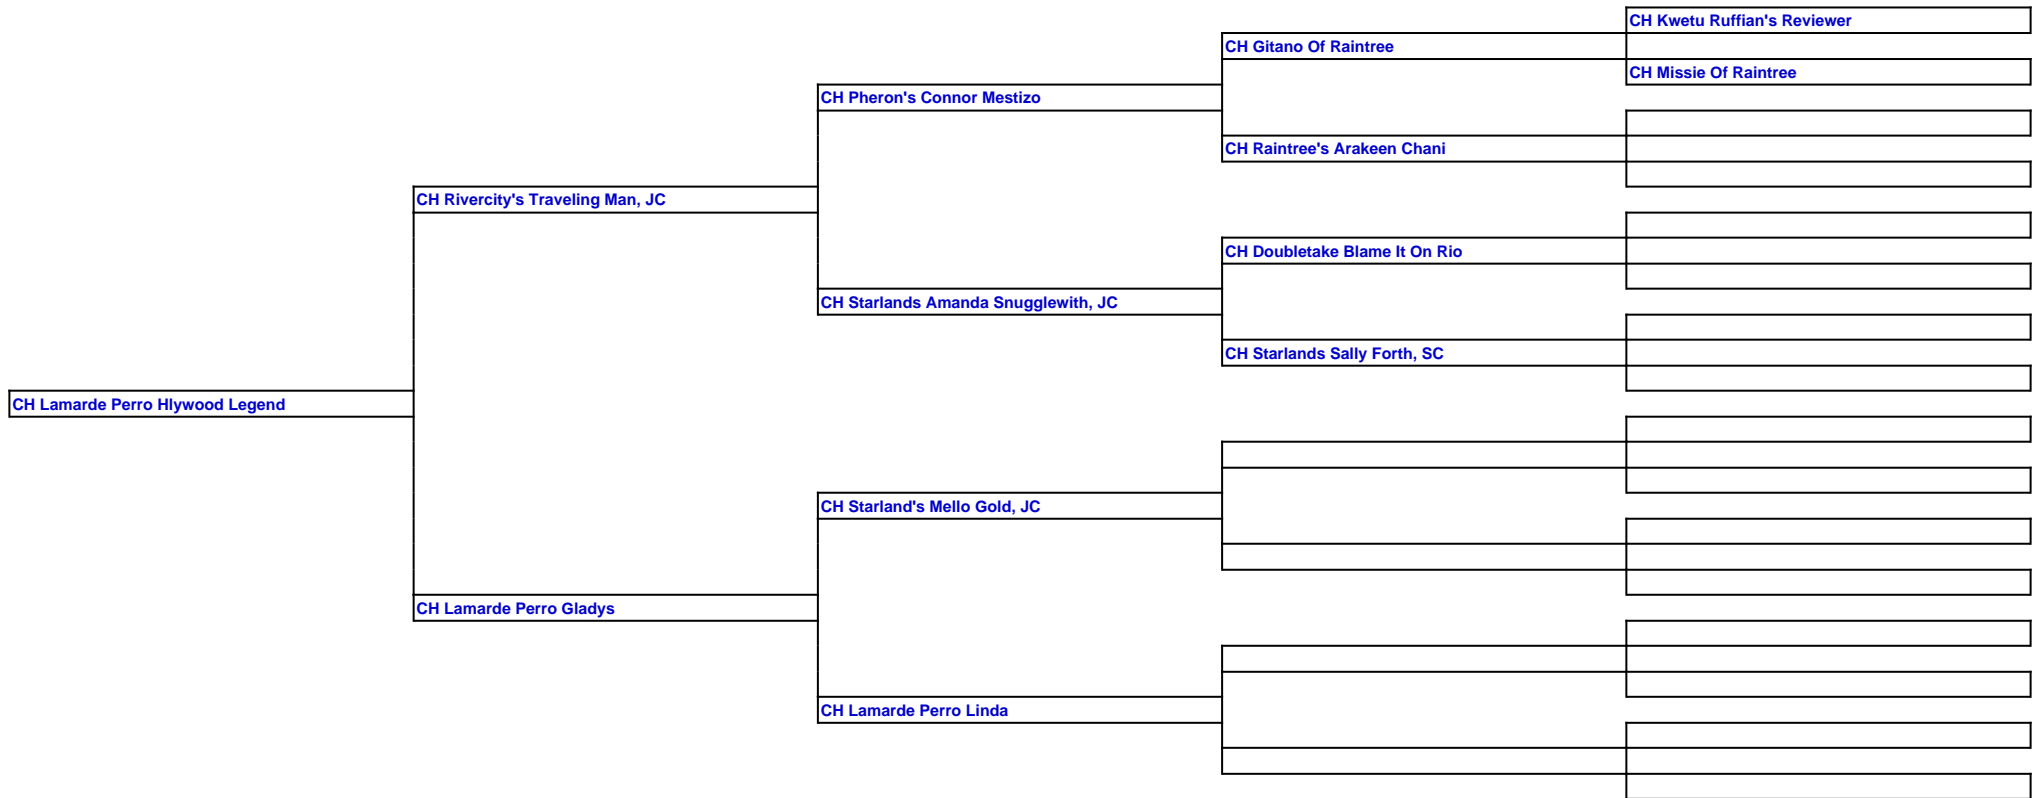 CH Kwetu Ruffian's Reviewer
CH Gitano Of Raintree
CH Missie Of Raintree
CH Pheron's Connor Mestizo
CH Raintree's Arakeen Chani
CH Rivercity's Traveling Man, JC
CH Doubletake Blame It On Rio
CH Starlands Amanda Snugglewith, JC
CH Starlands Sally Forth, SC
CH Lamarde Perro Hlywood Legend
CH Starland's Mello Gold, JC
CH Lamarde Perro Gladys
CH Lamarde Perro Linda